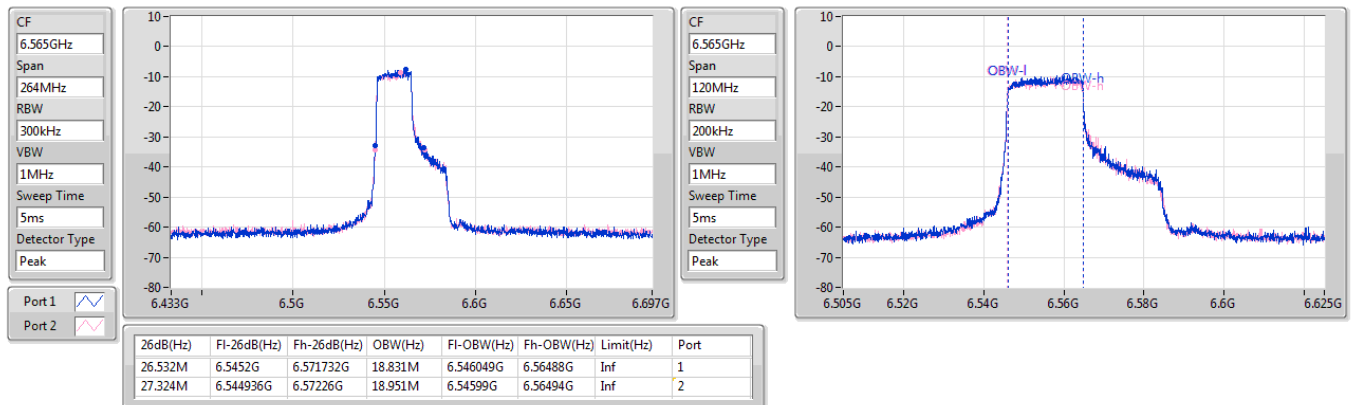 CF
6.565GHz
Span
264MHz
RBW
300kHz
VBW
1MHz
Sweep Time
5ms
Detector Type
Peak
Port 1
Port 2
10
0
-10
-20
-30
-40
-50
-60
-70
-80
6.433G 6.5G 6.55G 6.6G 6.65G 6.697G
CF
6.565GHz
Span
120MHz
RBW
200kHz
VBW
1MHz
Sweep Time
5ms
Detector Type
Peak
10
0
-10
-20
-30
-40
-50
-60
-70
-80
OBW-l
OBW-h
OBW-h
6.505G 6.52G 6.54G 6.56G 6.58G 6.6G 6.625G
26dB(Hz) Fl-26dB(Hz) Fh-26dB(Hz) OBW(Hz) Fl-OBW(Hz) Fh-OBW(Hz) Limit(Hz) Port
26.532M 6.5452G 6.571732G 18.831M 6.546049G 6.56488G Inf 1
27.324M 6.544936G 6.57226G 18.951M 6.54599G 6.56494G Inf 2